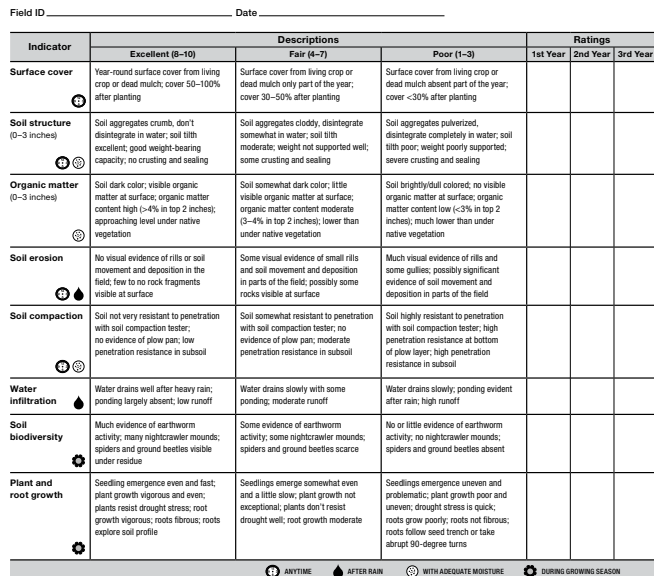 Field ID Date
Indicator Descriptions Ratings
Excellent (8–10) Fair (4–7) Poor (1–3) 1st Year 2nd Year 3rd Year
Surface cover
Year-round surface cover from living
crop or dead mulch; cover 50–100%
after planting
Surface cover from living crop or
dead mulch only part of the year;
cover 30–50% after planting
Surface cover from living crop or
dead mulch absent part of the year;
cover <30% after planting
Soil structure
(0–3 inches)
Soil aggregates crumb, don't
disintegrate in water; soil tilth
excellent; good weight-bearing
capacity; no crusting and sealing
Soil aggregates cloddy, disintegrate
somewhat in water; soil tilth
moderate; weight not supported well;
some crusting and sealing
Soil aggregates pulverized,
disintegrate completely in water; soil
tilth poor; weight poorly supported;
severe crusting and sealing
Organic matter
(0–3 inches)
Soil dark color; visible organic
matter at surface; organic matter
content high (>4% in top 2 inches);
approaching level under native
vegetation
Soil somewhat dark color; little
visible organic matter at surface;
organic matter content moderate
(3–4% in top 2 inches); lower than
under native vegetation
Soil brightly/dull colored; no visible
organic matter at surface; organic
matter content low (<3% in top 2
inches); much lower than under
native vegetation
Soil erosion
No visual evidence of rills or soil
movement and deposition in the
field; few to no rock fragments
visible at surface
Some visual evidence of small rills
and soil movement and deposition
in parts of the field; possibly some
rocks visible at surface
Much visual evidence of rills and
some gullies; possibly significant
evidence of soil movement and
deposition in parts of the field
Soil compaction
Soil not very resistant to penetration
with soil compaction tester;
no evidence of plow pan; low
penetration resistance in subsoil
Soil somewhat resistant to penetration
with soil compaction tester; no
evidence of plow pan; moderate
penetration resistance in subsoil
Soil highly resistant to penetration
with soil compaction tester; high
penetration resistance at bottom
of plow layer; high penetration
resistance in subsoil
Water
infiltration
Water drains well after heavy rain;
ponding largely absent; low runoff
Water drains slowly with some
ponding; moderate runoff
Water drains slowly; ponding evident
after rain; high runoff
Soil
biodiversity
Much evidence of earthworm
activity; many nightcrawler mounds;
spiders and ground beetles visible
under residue
Some evidence of earthworm
activity; some nightcrawler mounds;
spiders and ground beetles scarce
No or little evidence of earthworm
activity; no nightcrawler mounds;
spiders and ground beetles absent
Plant and
root growth
Seedling emergence even and fast;
plant growth vigorous and even;
plants resist drought stress; root
growth vigorous; roots fibrous; roots
explore soil profile
Seedlings emerge somewhat even
and a little slow; plant growth not
exceptional; plants don't resist
drought well; root growth moderate
Seedlings emergence uneven and
problematic; plant growth poor and
uneven; drought stress is quick;
roots grow poorly; roots not fibrous;
roots follow seed trench or take
abrupt 90-degree turns
ANYTIME AFTER RAIN WITH ADEQUATE MOISTURE DURING GROWING SEASON